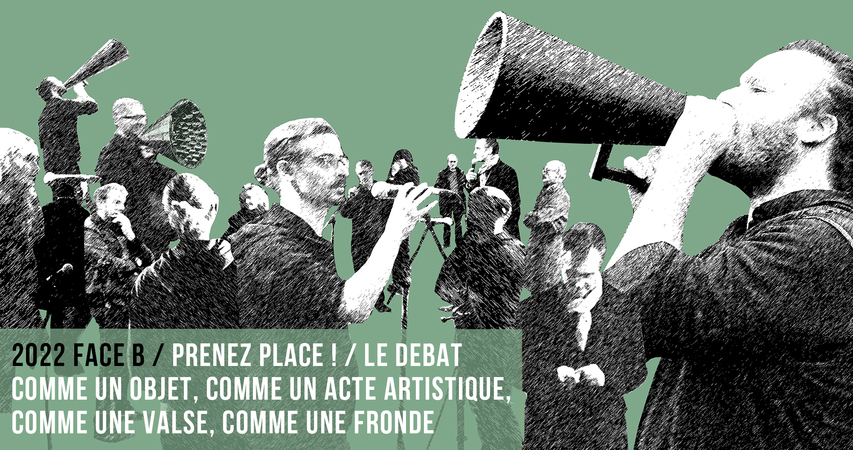 2022 FACE B / PRENEZ PLACE ! / LE DEBAT
COMME UN OBJET, COMME UN ACTE ARTISTIQUE,
COMME UNE VALSE, COMME UNE FRONDE